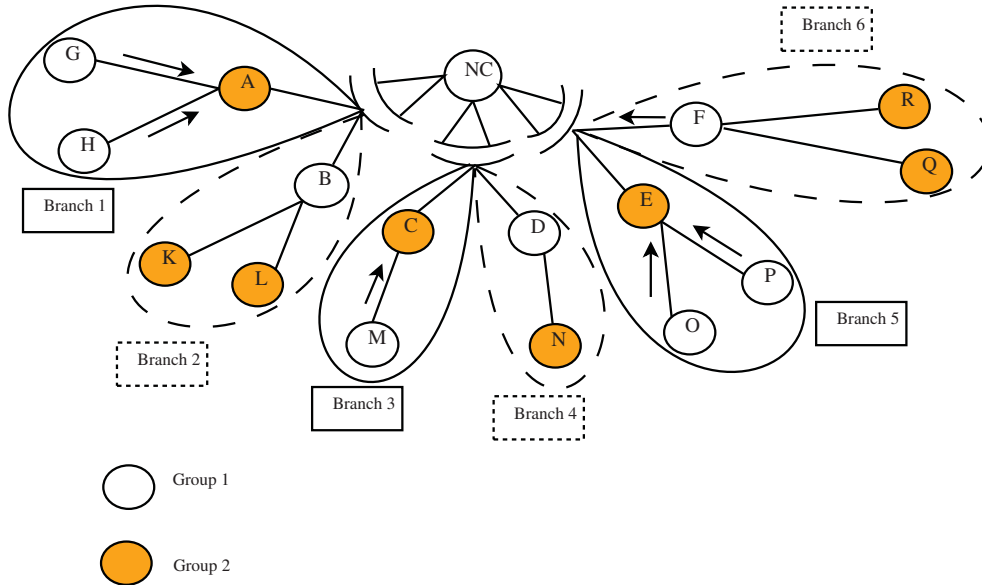 Branch 6
G
NC
A
R
F
H
Q
B
Branch 1
E
C
D
K
L
P
Branch 5
O
M
N
Branch 2
Branch 3
Branch 4
Group 1
Group 2